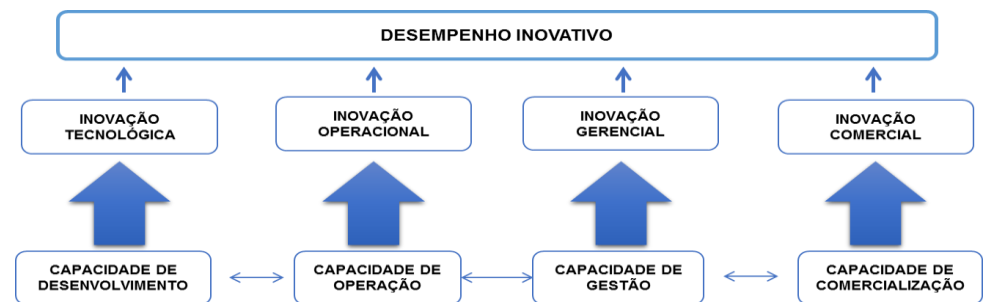 DESEMPENHO INOVATIVO
INOVAÇÃO
TECNOLÓGICA
INOVAÇÃO
OPERACIONAL
INOVAÇÃO
GERENCIAL
INOVAÇÃO
COMERCIAL
CAPACIDADE DE
DESENVOLVIMENTO
CAPACIDADE DE
OPERAÇÃO
CAPACIDADE DE
GESTÃO
CAPACIDADE DE
COMERCIALIZAÇÃO